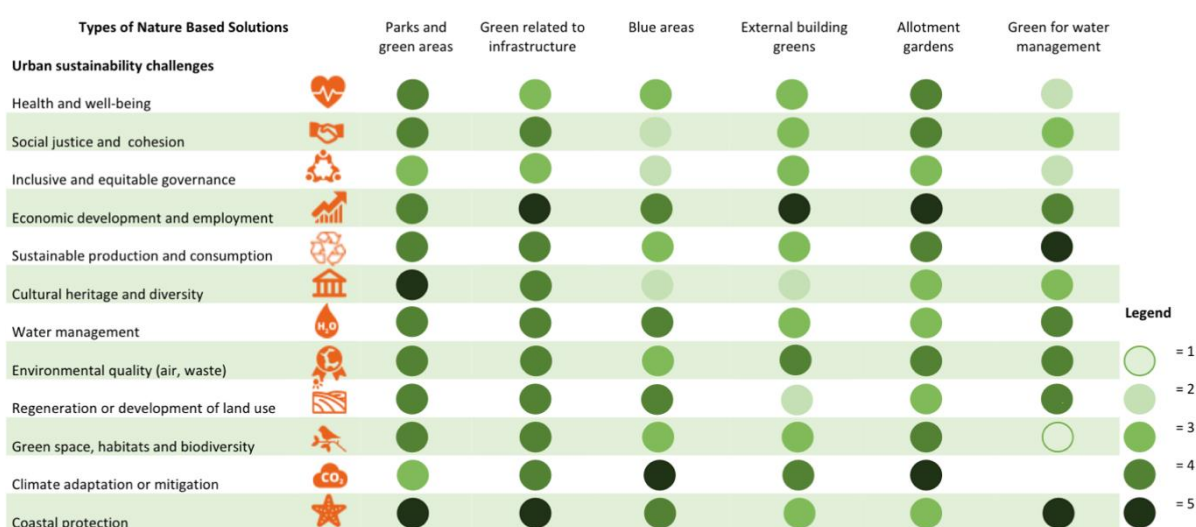 Types of Nature Based Solutions
Parks and green areas
Green related to infrastructure
Blue areas
External building greens
Allotment gardens
Green for water management
Urban sustainability challenges
Health and well-being
Social justice and cohesion
Inclusive and equitable governance
Economic development and employment
Sustainable production and consumption
Cultural heritage and diversity
Water management
H₂O
Environmental quality (air, waste)
Regeneration or development of land use
Green space, habitats and biodiversity
Climate adaptation or mitigation
CO₂
Coastal protection
Legend
= 1
= 2
= 3
= 4
= 5